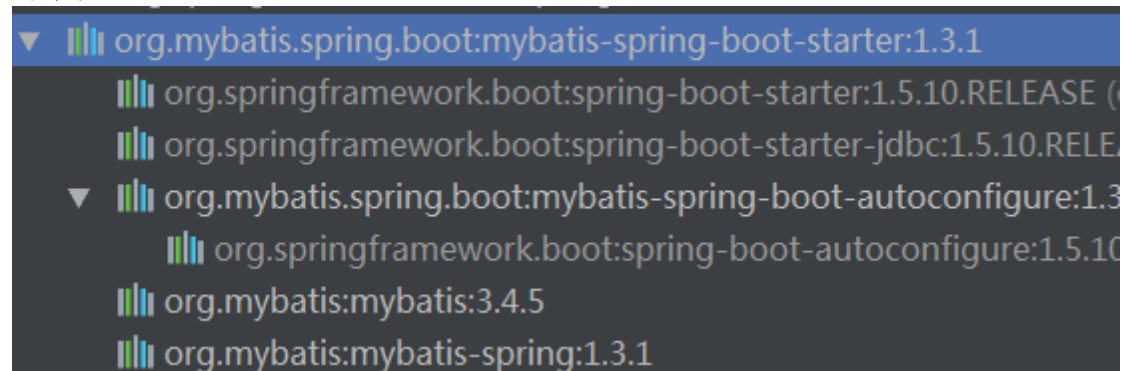 org.mybatis.spring.boot:mybatis-spring-boot-starter:1.3.1
org.springframework.boot:spring-boot-starter:1.5.10.RELEASE (
org.springframework.boot:spring-boot-starter-jdbc:1.5.10.RELEA
org.mybatis.spring.boot:mybatis-spring-boot-autoconfigure:1.3
org.springframework.boot:spring-boot-autoconfigure:1.5.10
org.mybatis:mybatis:3.4.5
org.mybatis:mybatis-spring:1.3.1